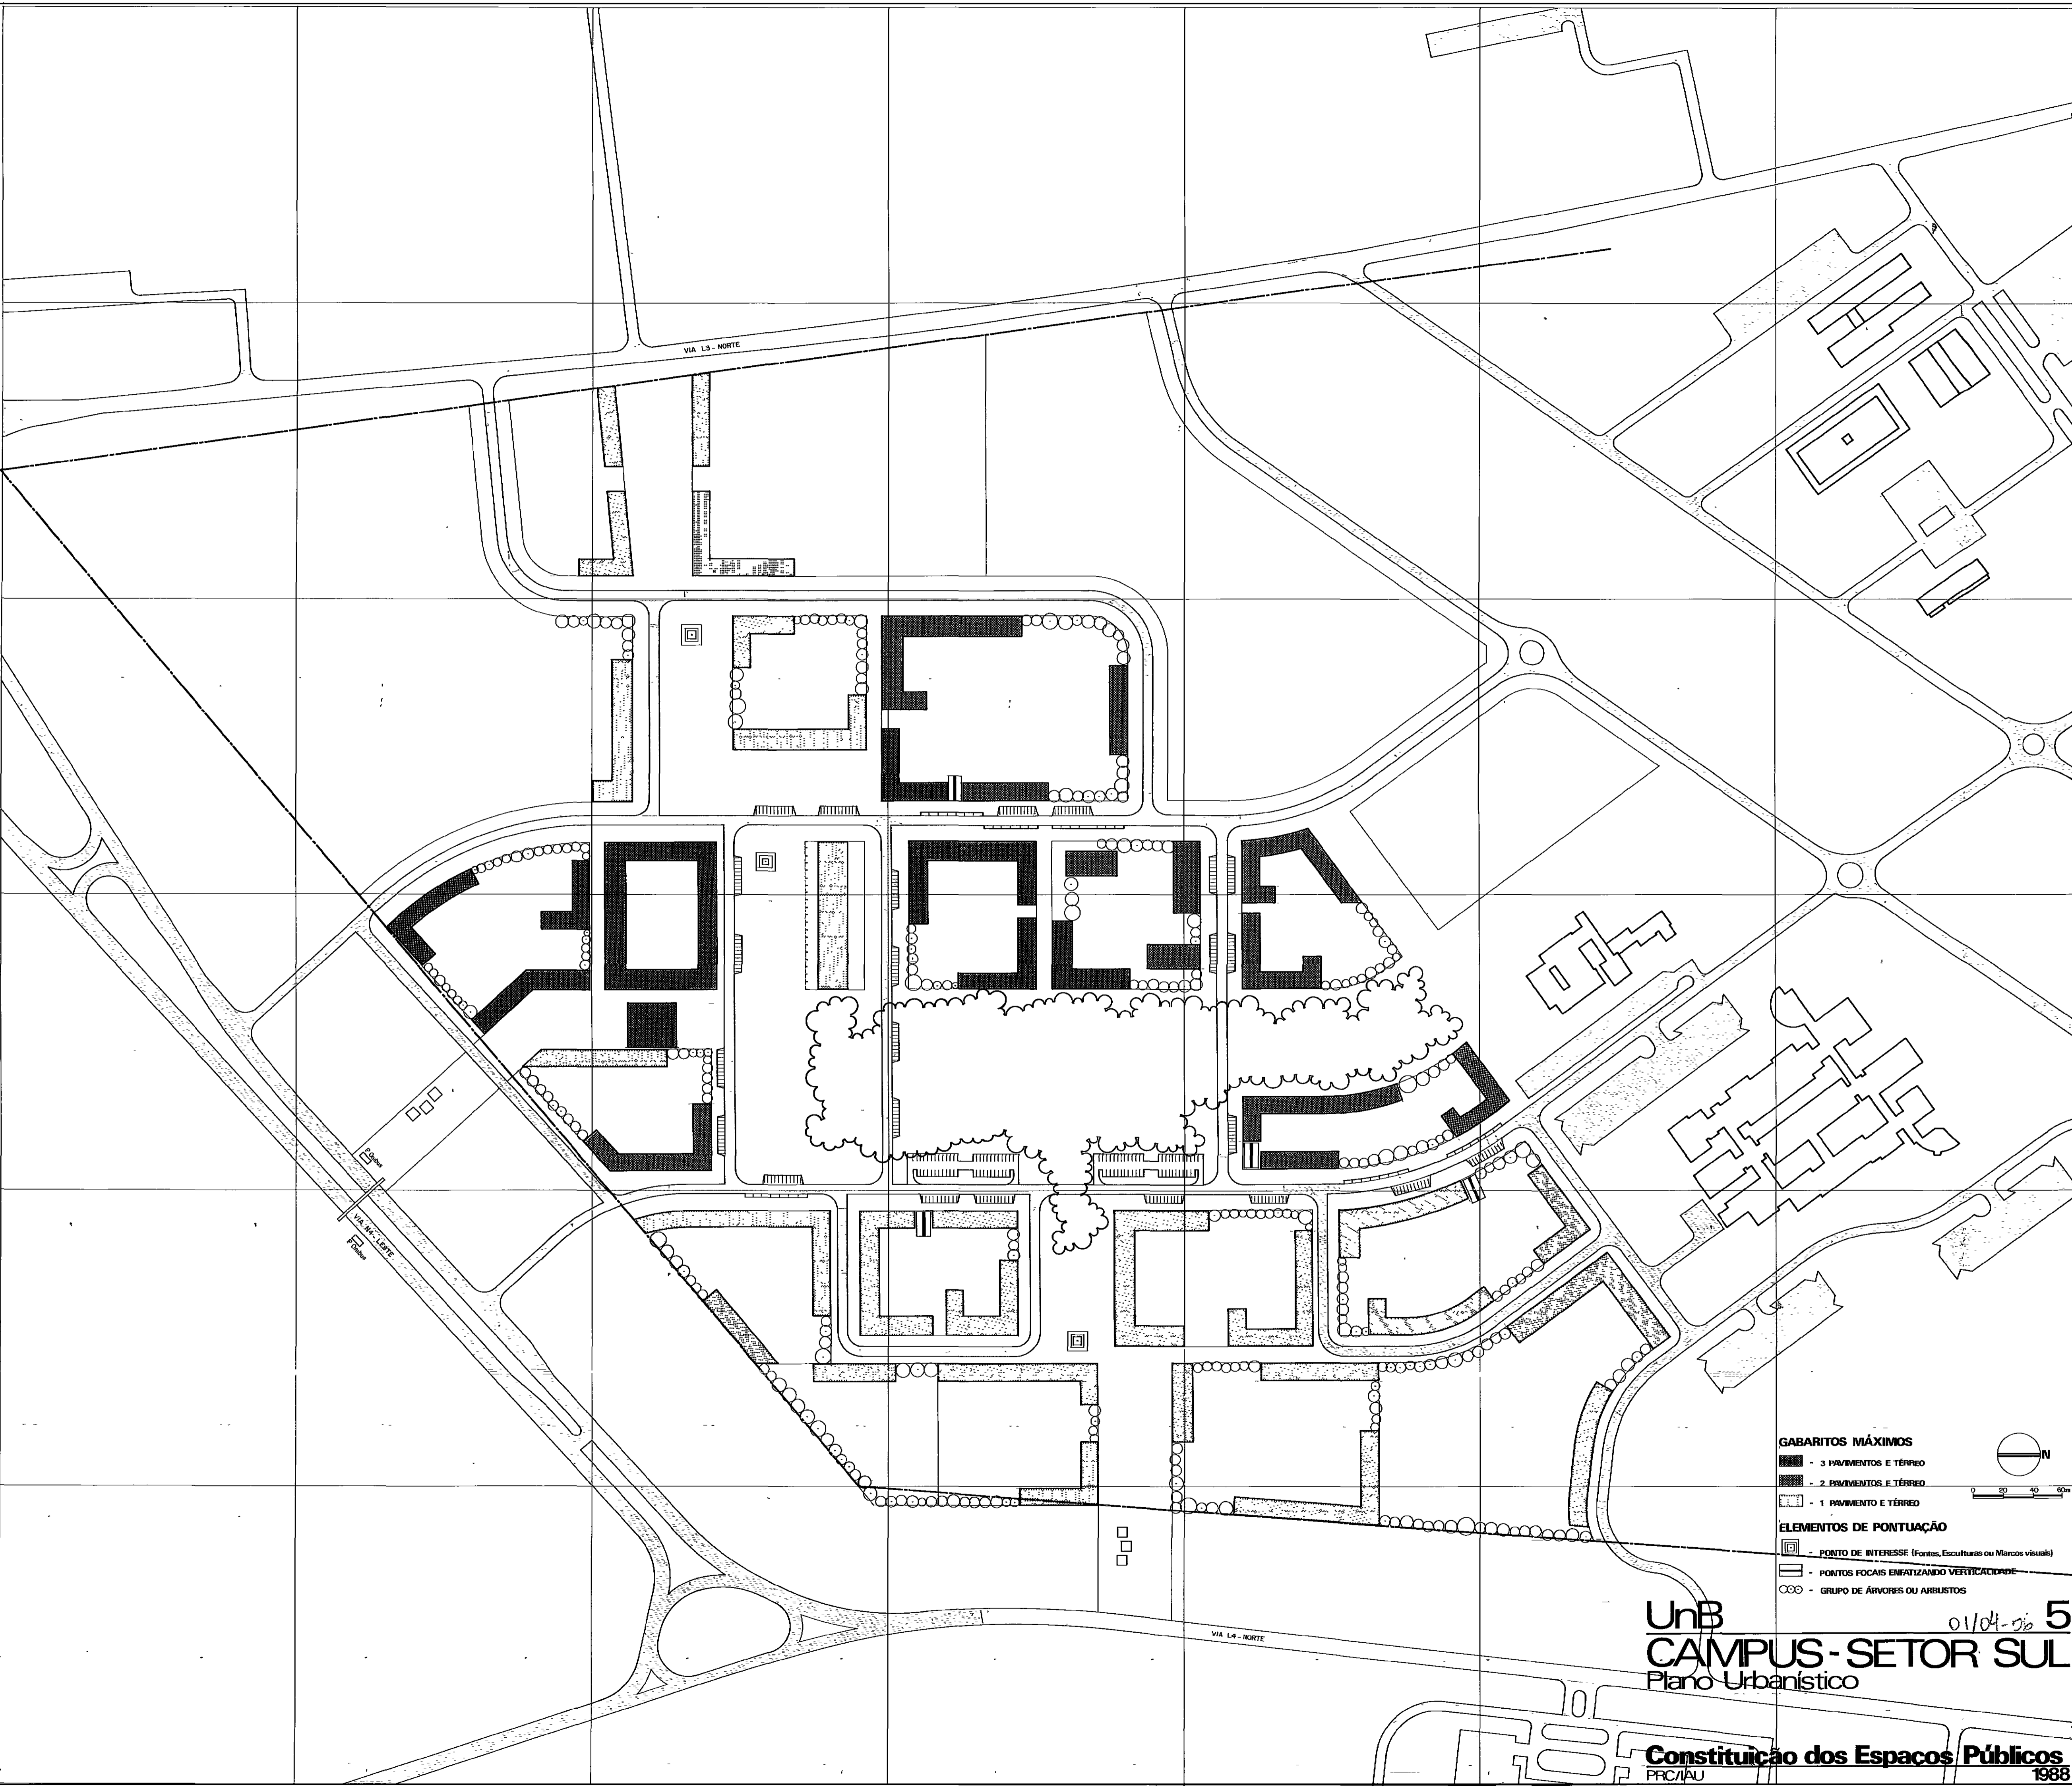 VIA L3 - NORTE
P. Ônibus
VIA N4 - LESTE
P. Ônibus
VIA L4 - NORTE
GABARITOS MÁXIMOS
N
- 3 PAVIMENTOS E TÉRREO
- 2 PAVIMENTOS E TÉRREO
0 20 40 60m
- 1 PAVIMENTO E TÉRREO
ELEMENTOS DE PONTUAÇÃO
- PONTO DE INTERESSE (Fontes, Esculturas ou Marcos visuais)
- PONTOS FOCAIS ENFATIZANDO VERTICALIDADE
- GRUPO DE ÁRVORES OU ARBUSTOS
UnB 5
CAMPUS - SETOR SUL
Plano Urbanístico
Constituição dos Espaços Públicos
PRC/IAU 1988